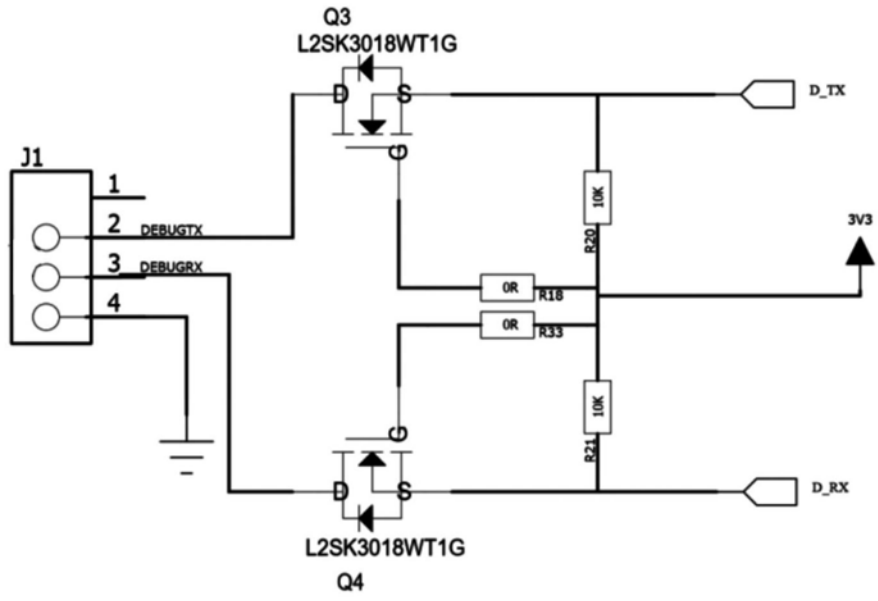 Q3
L2SK3018WT1G
D
S
D_TX
G
J1
1
2
DEBUGTX
10K
R20
3V3
3
DEBUGRX
0R
R18
4
0R
R33
10K
R21
G
D
S
D_RX
L2SK3018WT1G
Q4